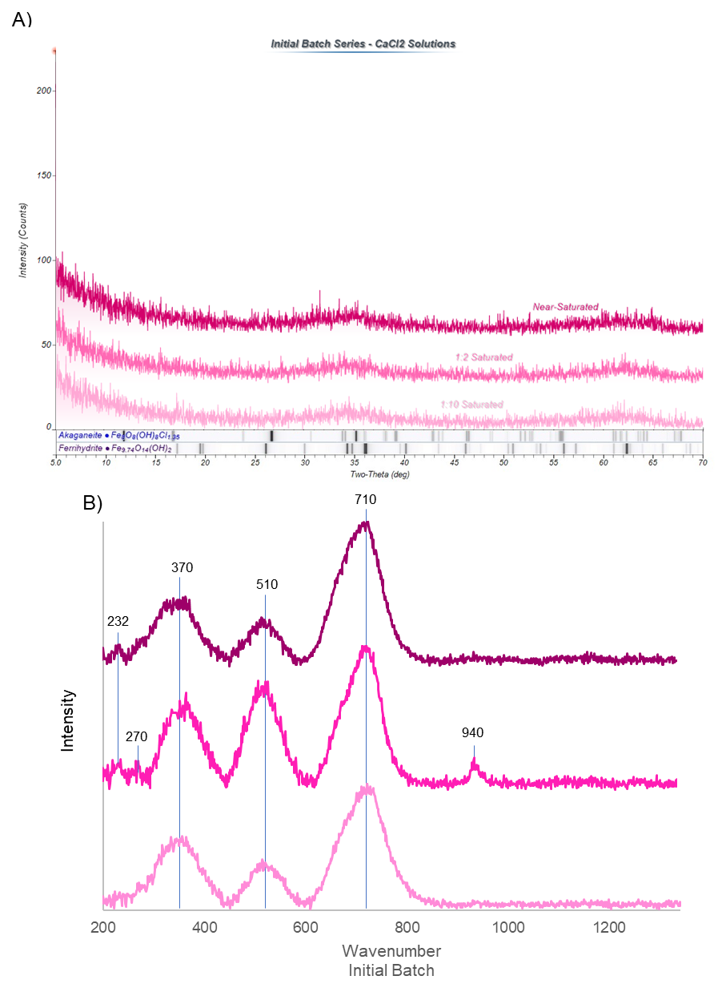 A)
Initial Batch Series - CaCl2 Solutions
200
150
100
50
0
Intensity (Counts)
Near-Saturated
1:2 Saturated
1:10 Saturated
Akaganeite ● Fe8O8(OH)8Cl1.35
Ferrihydrite ● Fe9.74O14(OH)2
5.0 10 15 20 25 30 35 40 45 50 55 60 65 70
Two-Theta (deg)
B)
710
370
510
232
270
940
Intensity
200 400 600 800 1000 1200
Wavenumber
Initial Batch